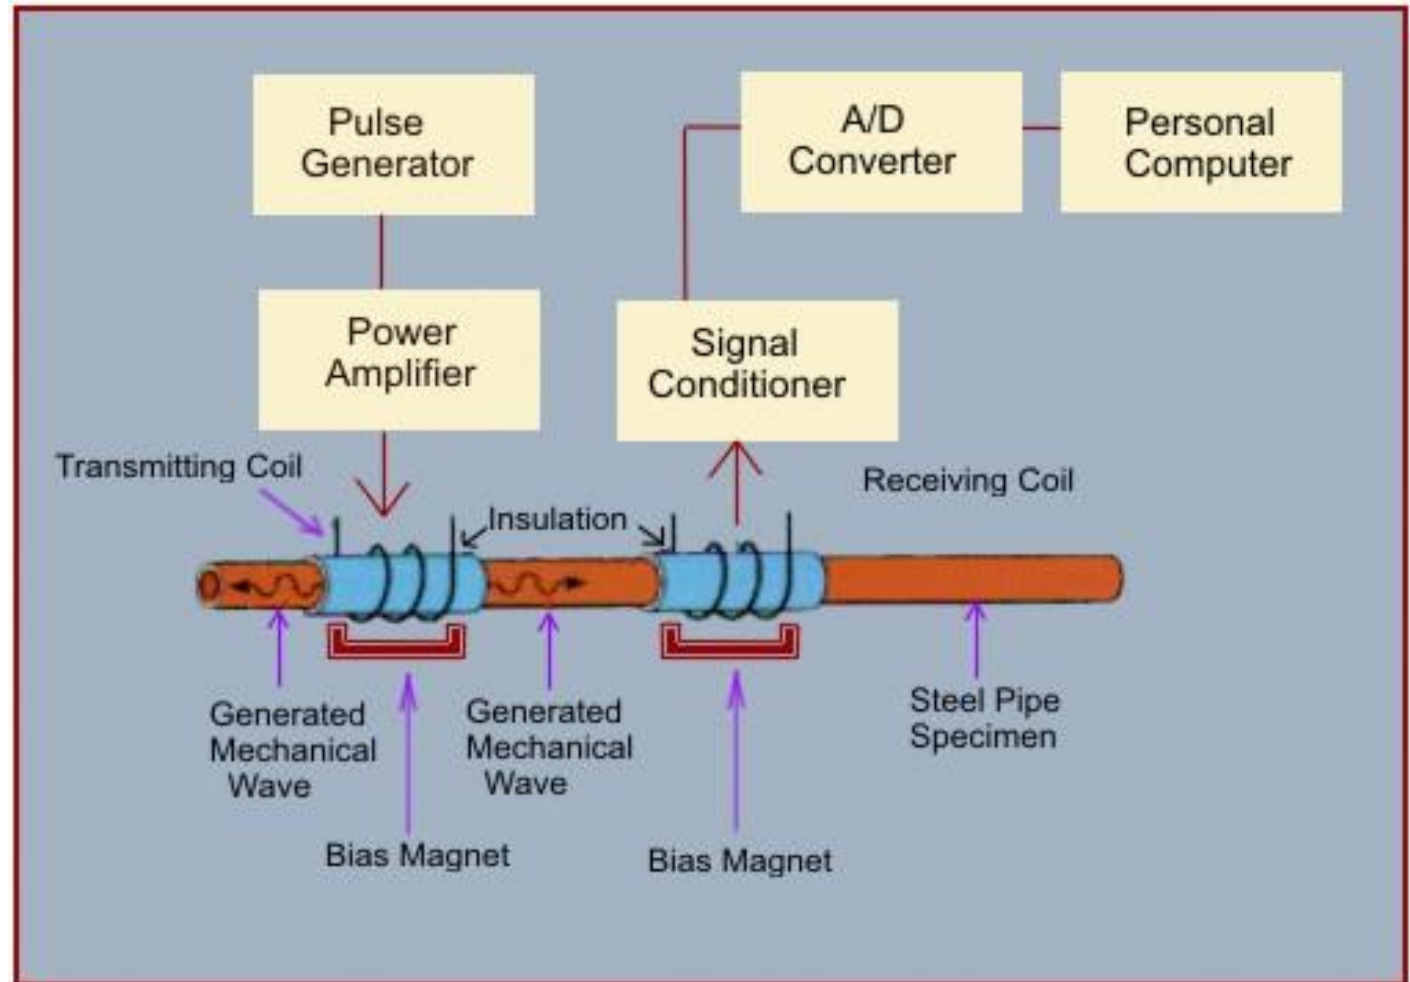 Pulse
Generator
A/D
Converter
Personal
Computer
Power
Amplifier
Signal
Conditioner
Transmitting Coil
Receiving Coil
Insulation
Generated
Mechanical
Wave
Generated
Mechanical
Wave
Steel Pipe
Specimen
Bias Magnet
Bias Magnet